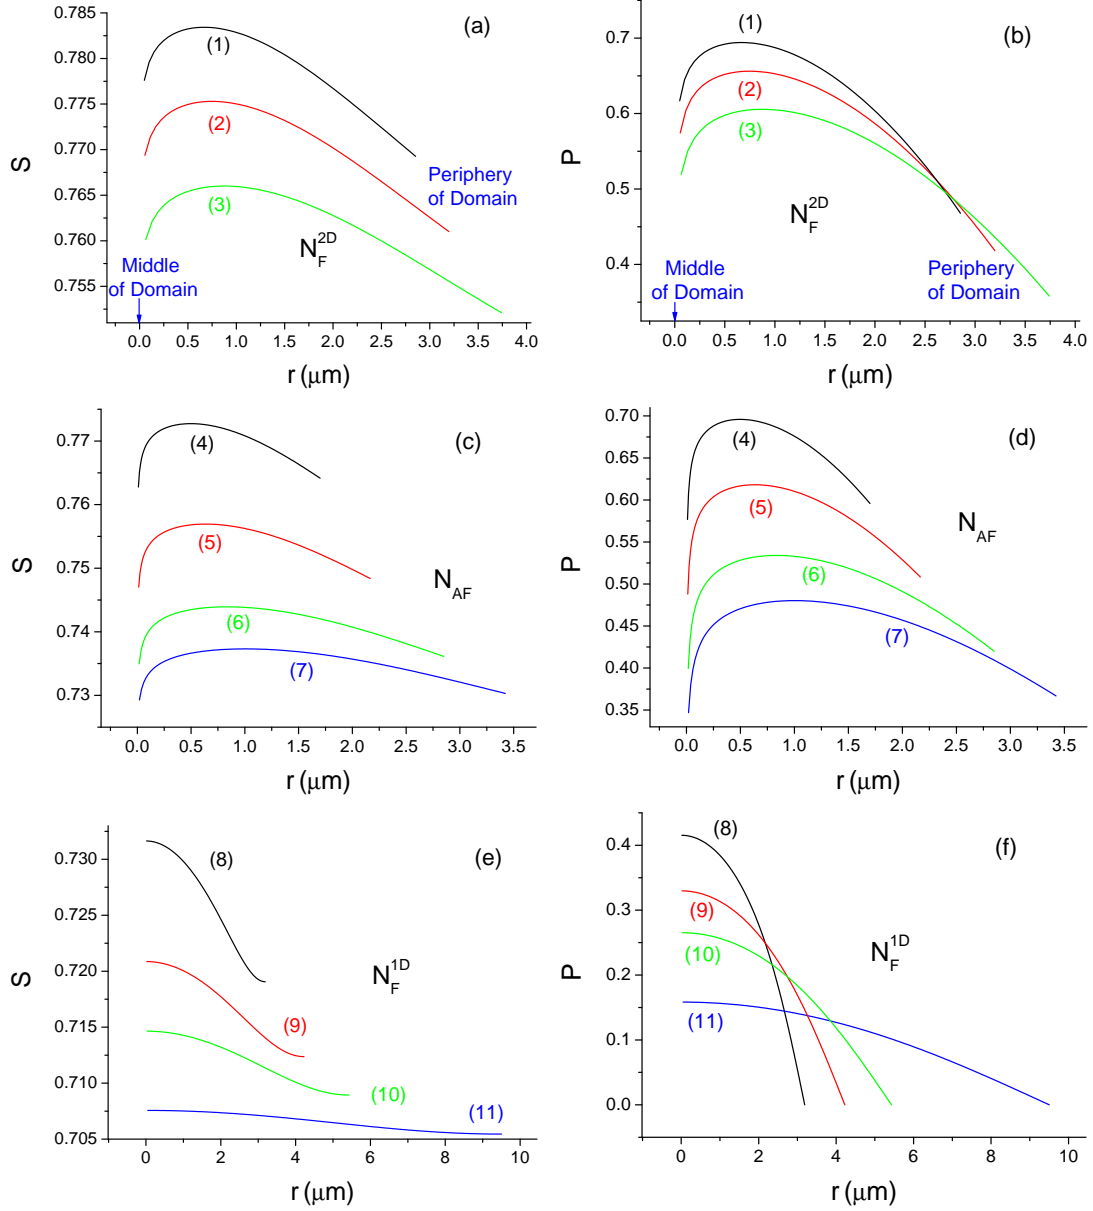 0.785
0.780
0.775
0.770
0.765
0.760
0.755
S
(a)
(1)
(2)
(3)
Periphery
of Domain
N_F^2D
Middle
of Domain
0.0 0.5 1.0 1.5 2.0 2.5 3.0 3.5 4.0
r (μm)
0.7
0.6
0.5
0.4
P
(b)
(1)
(2)
(3)
N_F^2D
Middle
of Domain
Periphery
of Domain
0.0 0.5 1.0 1.5 2.0 2.5 3.0 3.5 4.0
r (μm)
0.77
0.76
0.75
0.74
0.73
S
(c)
(4)
(5)
(6)
(7)
N_AF
0.0 0.5 1.0 1.5 2.0 2.5 3.0 3.5
r (μm)
0.70
0.65
0.60
0.55
0.50
0.45
0.40
0.35
P
(d)
(4)
(5)
(6)
(7)
N_AF
0.0 0.5 1.0 1.5 2.0 2.5 3.0 3.5
r (μm)
0.730
0.725
0.720
0.715
0.710
0.705
S
(e)
(8)
(9)
(10)
(11)
N_F^1D
0 2 4 6 8 10
r (μm)
0.4
0.3
0.2
0.1
0.0
P
(f)
(8)
(9)
(10)
(11)
N_F^1D
0 2 4 6 8 10
r (μm)